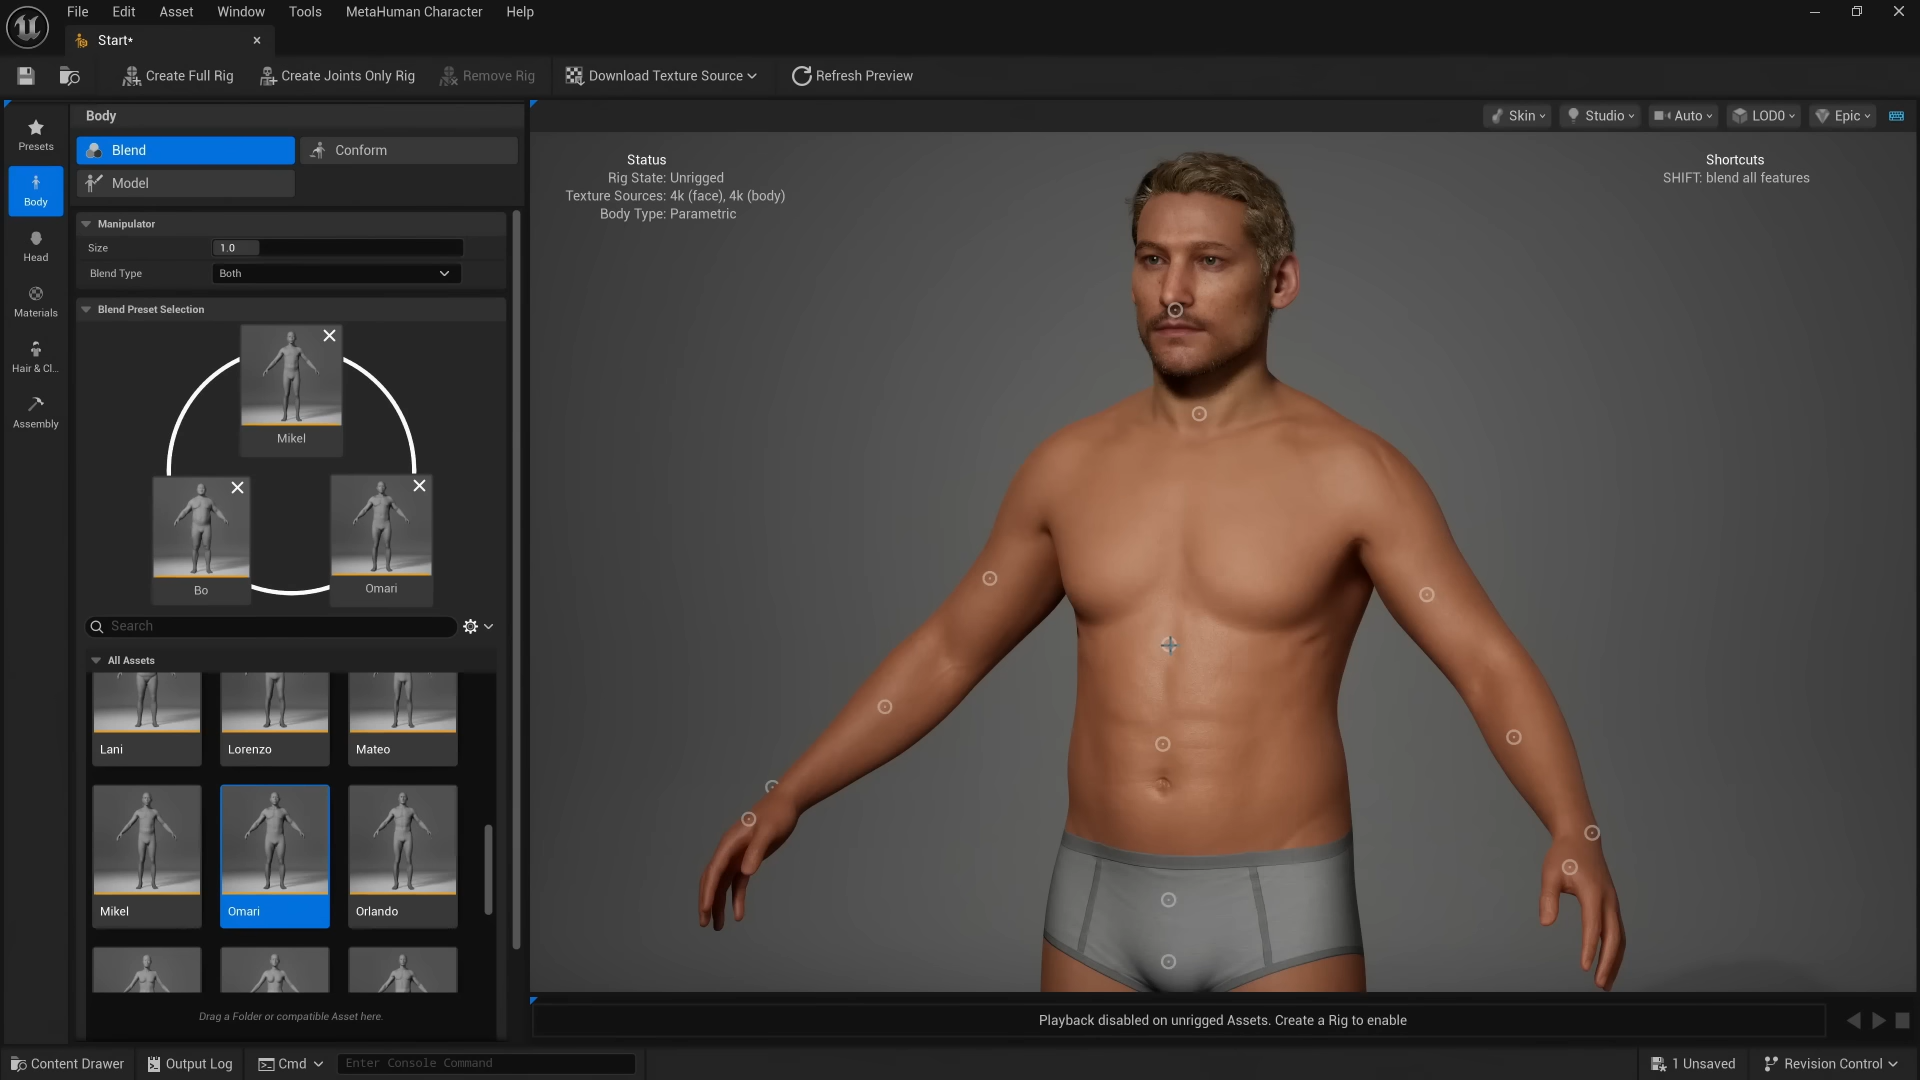 File Edit Asset Window Tools MetaHuman Character Help
Start*
Create Full Rig
Create Joints Only Rig
Remove Rig
Download Texture Source
Refresh Preview
Presets
Body
Head
Materials
Hair & Cl...
Assembly
Body
Blend
Conform
Model
Manipulator
Size
1.0
Blend Type
Both
Blend Preset Selection
Mikel
Bo
Omari
Search
All Assets
Lani
Lorenzo
Mateo
Mikel
Omari
Orlando
Drag a Folder or compatible Asset here.
Skin
Studio
Auto
LOD0
Epic
Status
Rig State: Unrigged
Texture Sources: 4k (face), 4k (body)
Body Type: Parametric
Shortcuts
SHIFT: blend all features
Playback disabled on unrigged Assets. Create a Rig to enable
Content Drawer
Output Log
Cmd
Enter Console Command
1 Unsaved
Revision Control